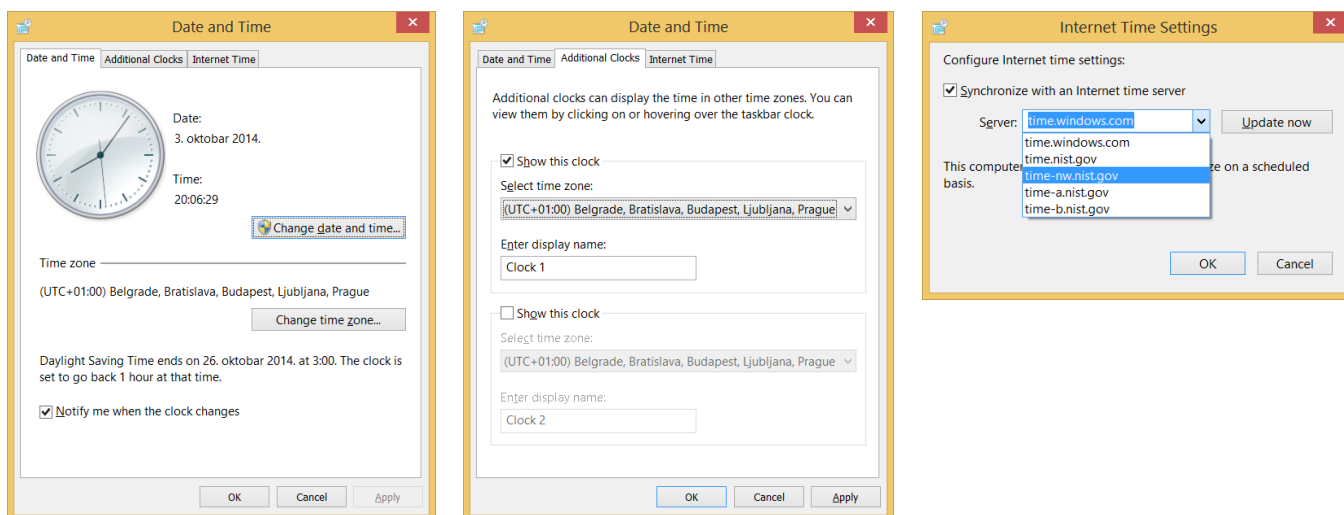 Date and Time
Date and Time
Additional Clocks
Internet Time
Date:
3. oktobar 2014.
Time:
20:06:29
Change date and time...
Time zone
(UTC+01:00) Belgrade, Bratislava, Budapest, Ljubljana, Prague
Change time zone...
Daylight Saving Time ends on 26. oktobar 2014. at 3:00. The clock is
set to go back 1 hour at that time.
Notify me when the clock changes
OK
Cancel
Apply
Date and Time
Date and Time
Additional Clocks
Internet Time
Additional clocks can display the time in other time zones. You can
view them by clicking on or hovering over the taskbar clock.
Show this clock
Select time zone:
(UTC+01:00) Belgrade, Bratislava, Budapest, Ljubljana, Prague
Enter display name:
Clock 1
Show this clock
Select time zone:
(UTC+01:00) Belgrade, Bratislava, Budapest, Ljubljana, Prague
Enter display name:
Clock 2
OK
Cancel
Apply
Internet Time Settings
Configure Internet time settings:
Synchronize with an Internet time server
Server:
time.windows.com
Update now
time.windows.com
time.nist.gov
This computer
time-nw.nist.gov
on a scheduled
basis.
time-a.nist.gov
time-b.nist.gov
OK
Cancel